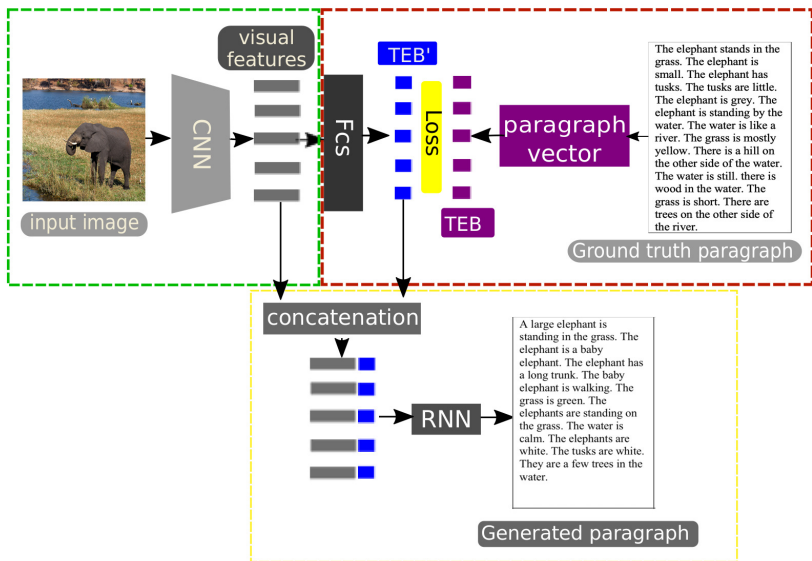 visual
features
TEB'
CNN
Fcs
Loss
paragraph
vector
TEB
input image
The elephant stands in the
grass. The elephant is
small. The elephant has
tusks. The tusks are little.
The elephant is grey. The
elephant is standing by the
water. The water is like a
river. The grass is mostly
yellow. There is a hill on
the other side of the water.
The water is still. there is
wood in the water. The
grass is short. There are
trees on the other side of
the river.
Ground truth paragraph
concatenation
RNN
A large elephant is
standing in the grass. The
elephant is a baby
elephant. The elephant has
a long trunk. The baby
elephant is walking. The
grass is green. The
elephants are standing on
the grass. The water is
calm. The elephants are
white. The tusks are white.
They are a few trees in the
water.
Generated paragraph